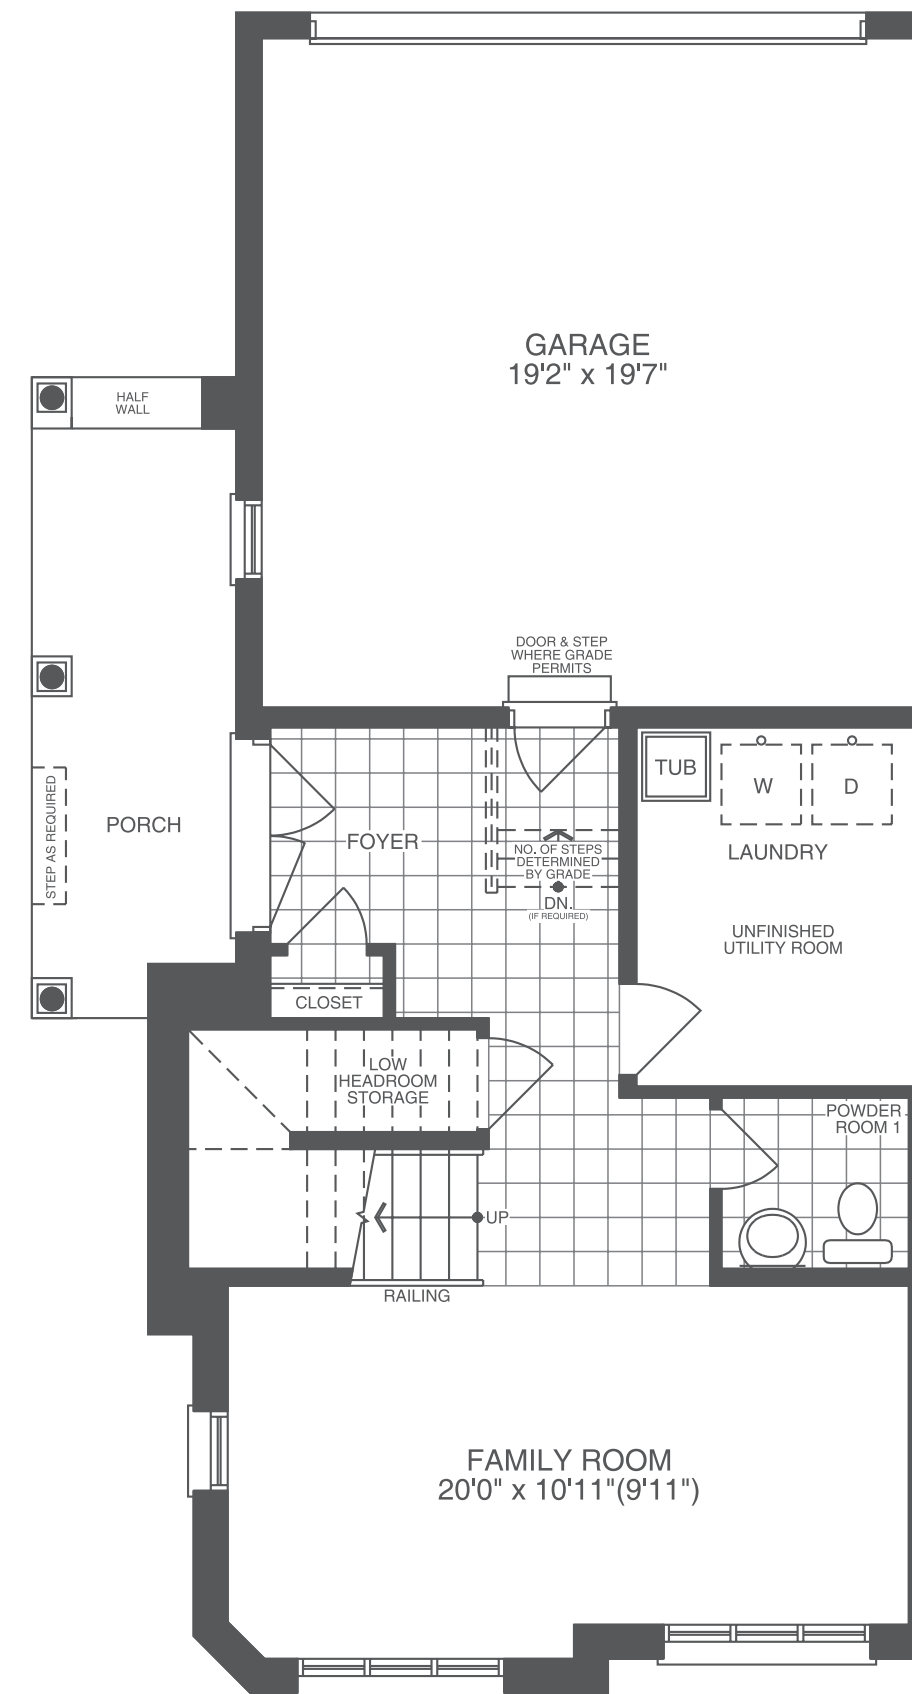 GARAGE
19'2" x 19'7"
HALF
WALL
DOOR & STEP
WHERE GRADE
PERMITS
TUB
W
D
STEP AS REQUIRED
PORCH
FOYER
NO. OF STEPS
DETERMINED
BY GRADE
DN.
(IF REQUIRED)
LAUNDRY
UNFINISHED
UTILITY ROOM
CLOSET
LOW
HEADROOM
STORAGE
POWDER
ROOM 1
UP
RAILING
FAMILY ROOM
20'0" x 10'11"(9'11")